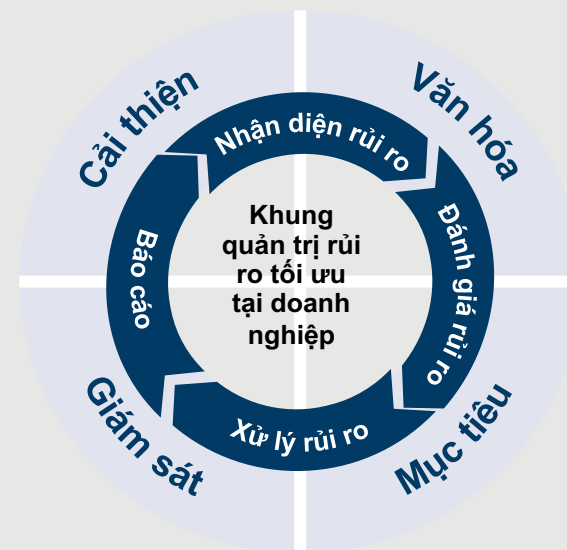 Cải thiện
Văn hóa
Nhận diện rủi ro
Đánh giá rủi ro
Báo cáo
Khung
quản trị rủi
ro tối ưu
tại doanh
nghiệp
Xử lý rủi ro
Giám sát
Mục tiêu